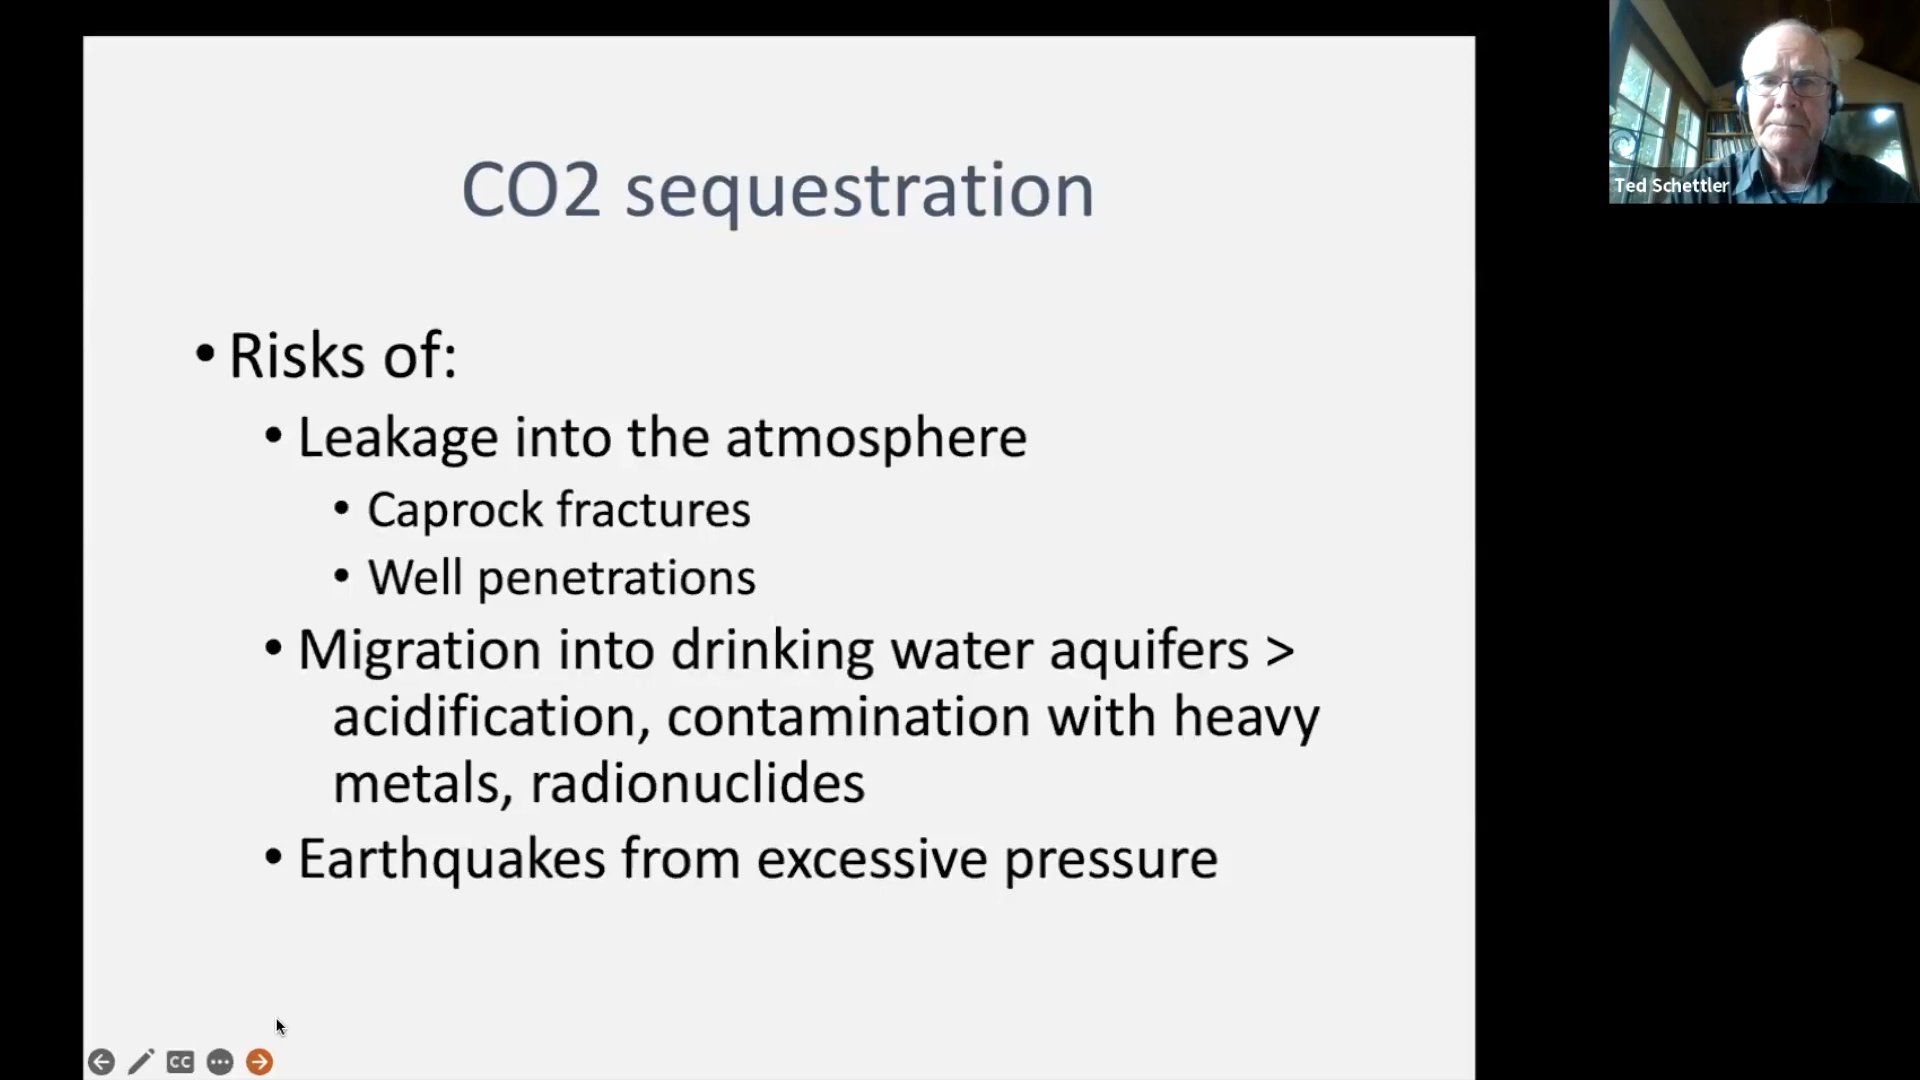 CO2 sequestration
• Risks of:
• Leakage into the atmosphere
• Caprock fractures
• Well penetrations
• Migration into drinking water aquifers >
acidification, contamination with heavy
metals, radionuclides
• Earthquakes from excessive pressure
Ted Schettler
CC